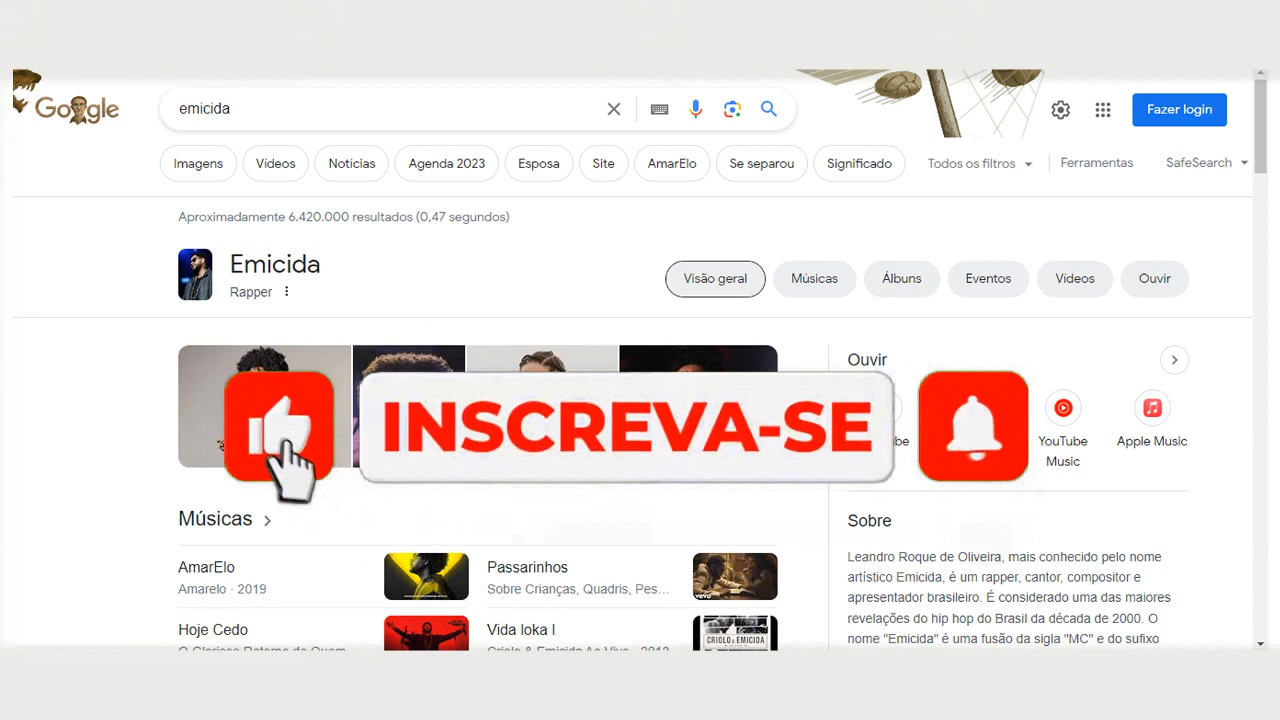 Google
emicida
Fazer login
Imagens
Vídeos
Notícias
Agenda 2023
Esposa
Site
AmarElo
Se separou
Significado
Todos os filtros
Ferramentas
SafeSearch
Aproximadamente 6.420.000 resultados (0,47 segundos)
Emicida
Rapper
Visão geral
Músicas
Álbuns
Eventos
Vídeos
Ouvir
Ouvir
INSCREVA-SE
YouTube
Music
Apple Music
Músicas
Sobre
AmarElo
Amarelo · 2019
Passarinhos
Sobre Crianças, Quadris, Pes...
Hoje Cedo
Vida loka I
CRIOLO & EMICIDA
Leandro Roque de Oliveira, mais conhecido pelo nome
artístico Emicida, é um rapper, cantor, compositor e
apresentador brasileiro. É considerado uma das maiores
revelações do hip hop do Brasil da década de 2000. O
nome "Emicida" é uma fusão da sigla "MC" e do sufixo